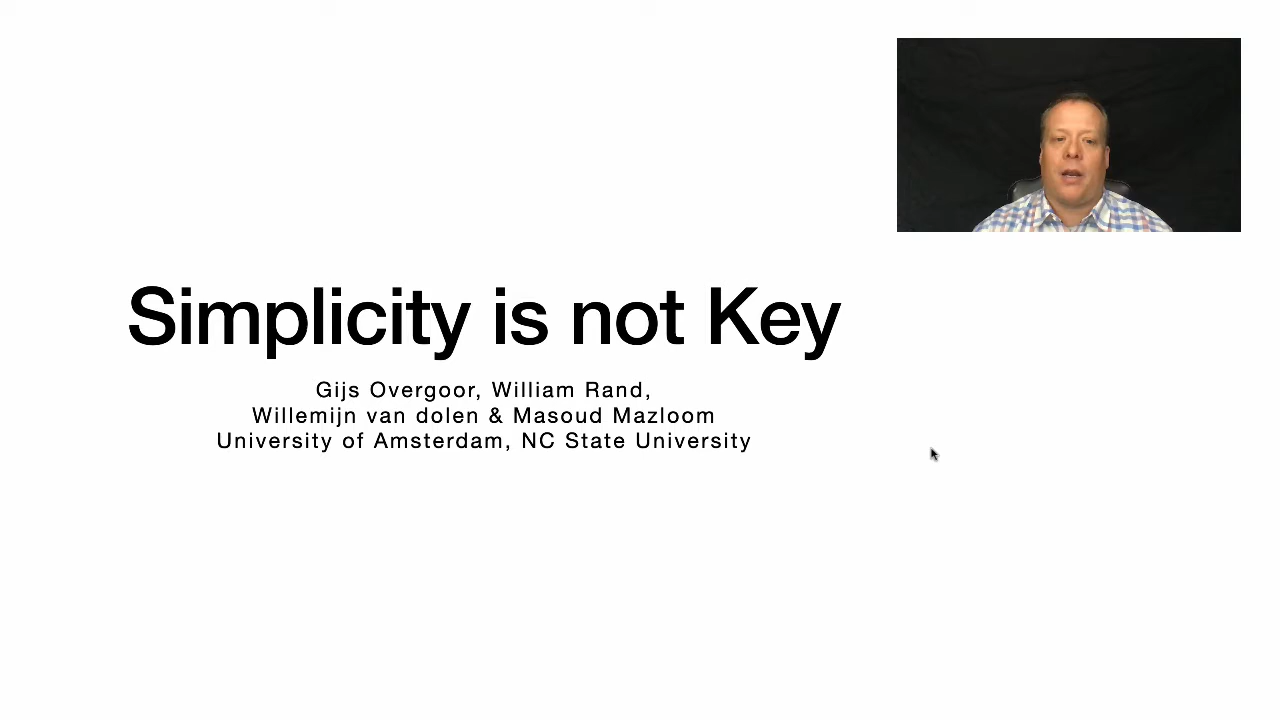 Simplicity is not Key
Gijs Overgoor, William Rand,
Willemijn van dolen & Masoud Mazloom
University of Amsterdam, NC State University